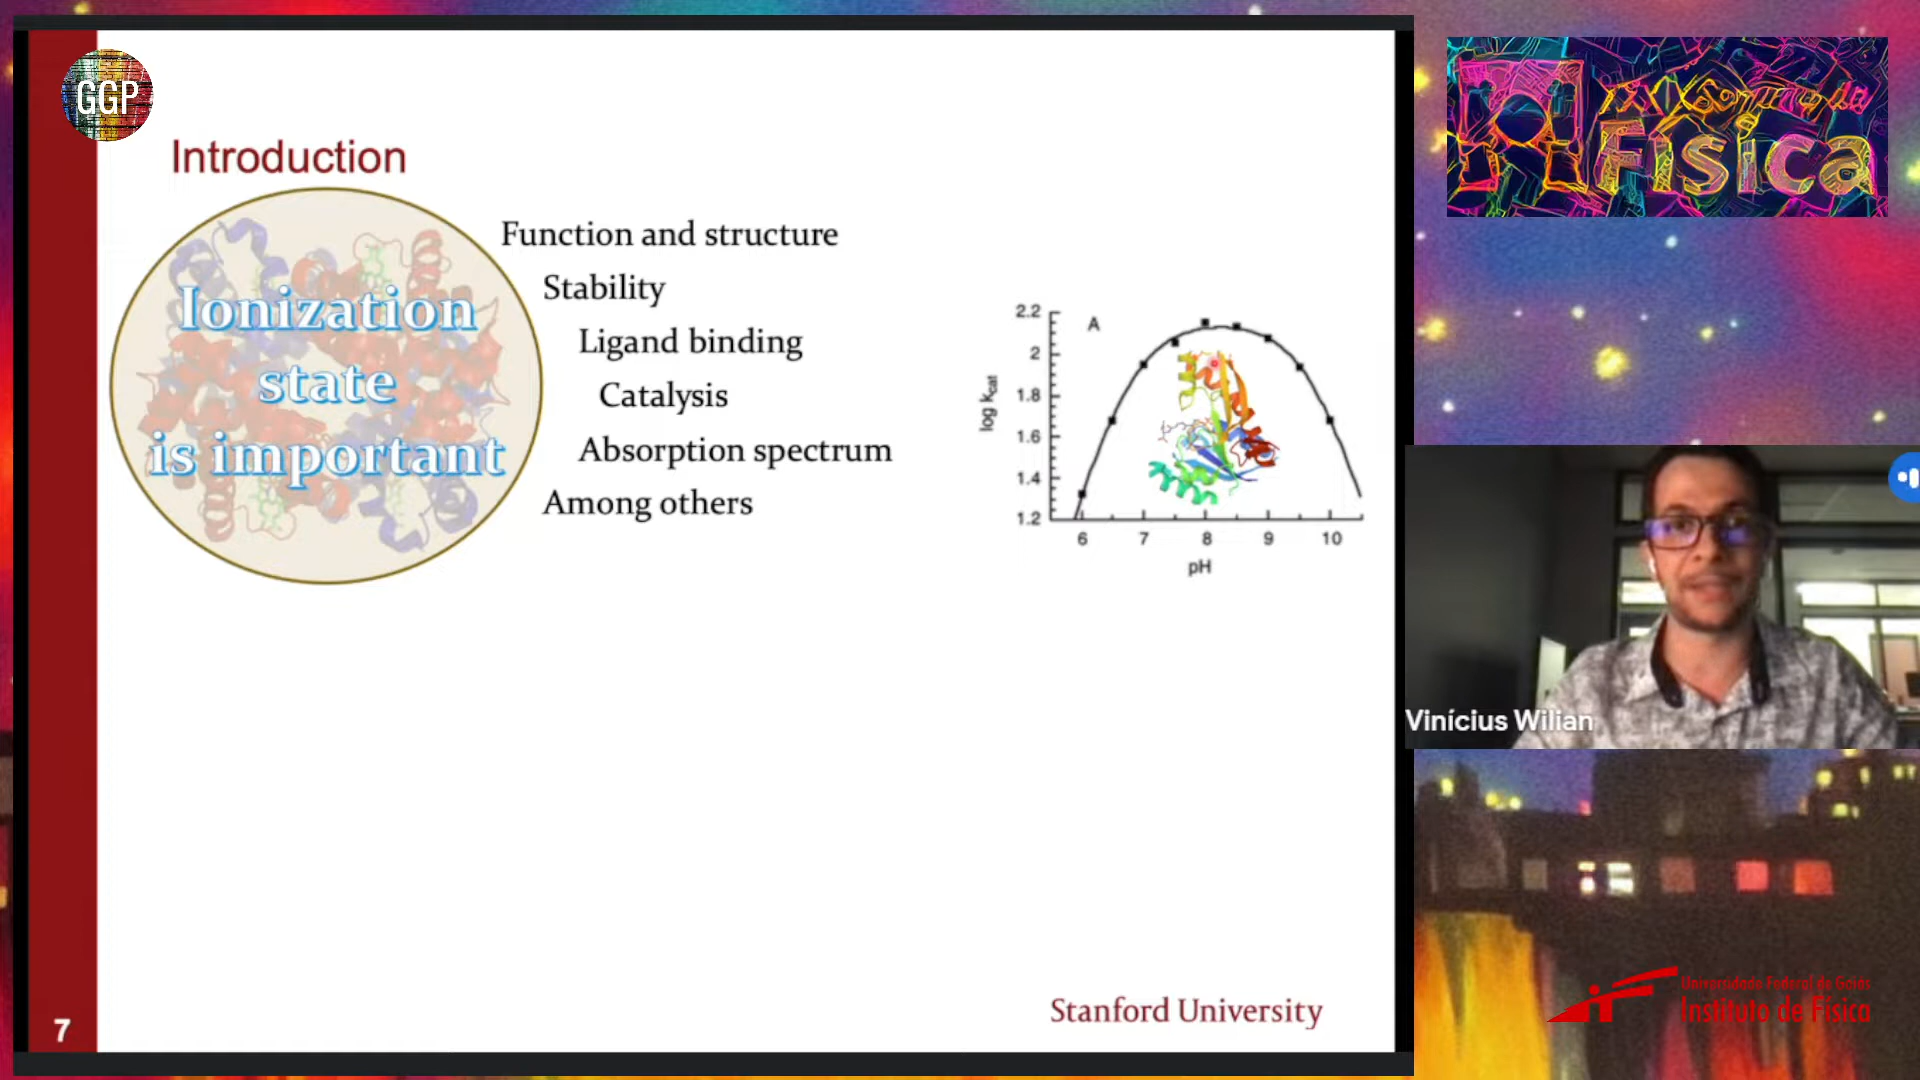 GGP
Introduction
Ionization
state
is important
Function and structure
Stability
Ligand binding
Catalysis
Absorption spectrum
Among others
A
log kcat
2.2
2
1.8
1.6
1.4
1.2
6 7 8 9 10
pH
Stanford University
7
Física
Vinícius Wilian
Universidade Federal de Goiás
Instituto de Física